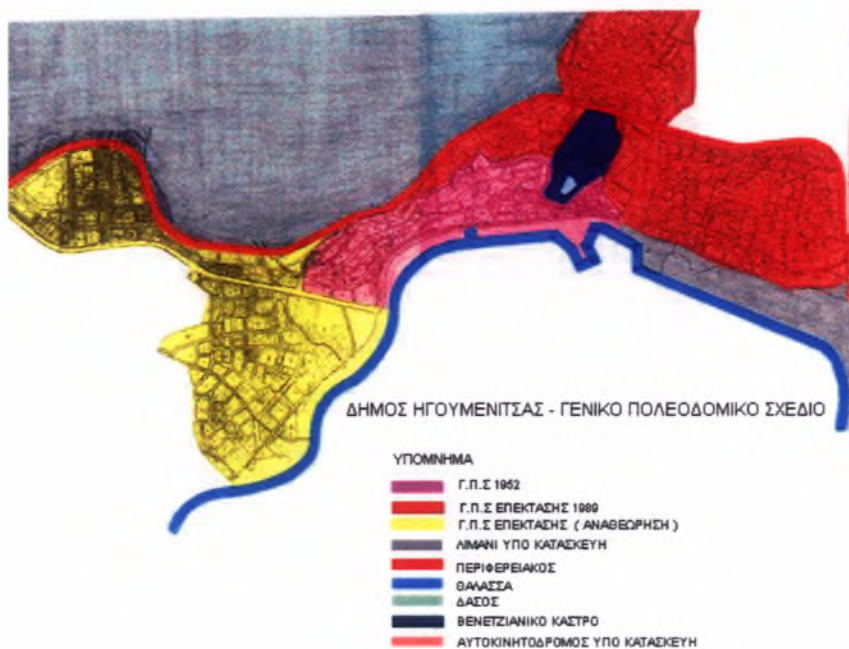 ΔΗΜΟΣ ΗΓΟΥΜΕΝΙΤΣΑΣ - ΓΕΝΙΚΟ ΠΟΛΕΟΔΟΜΙΚΟ ΣΧΕΔΙΟ
ΥΠΟΜΝΗΜΑ
Γ.Π.Σ 1952
Γ.Π.Σ ΕΠΕΚΤΑΣΗΣ 1989
Γ.Π.Σ ΕΠΕΚΤΑΣΗΣ ( ΑΝΑΘΕΩΡΗΣΗ )
ΛΙΜΑΝΙ ΥΠΟ ΚΑΤΑΣΚΕΥΗ
ΠΕΡΙΦΕΡΕΙΑΚΟΣ
ΘΑΛΑΣΣΑ
ΔΑΣΟΣ
ΒΕΝΕΤΖΙΑΝΙΚΟ ΚΑΣΤΡΟ
ΑΥΤΟΚΙΝΗΤΟΔΡΟΜΟΣ ΥΠΟ ΚΑΤΑΣΚΕΥΗ